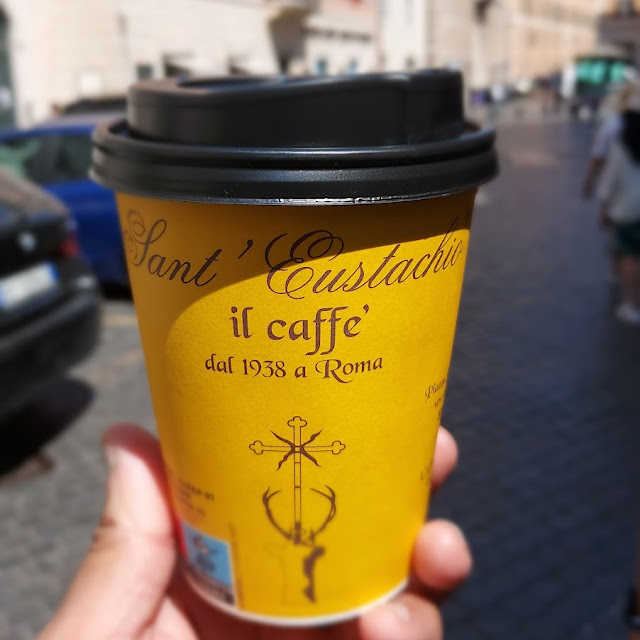 Sant' Eustachio
il caffe'
dal 1938 a Roma